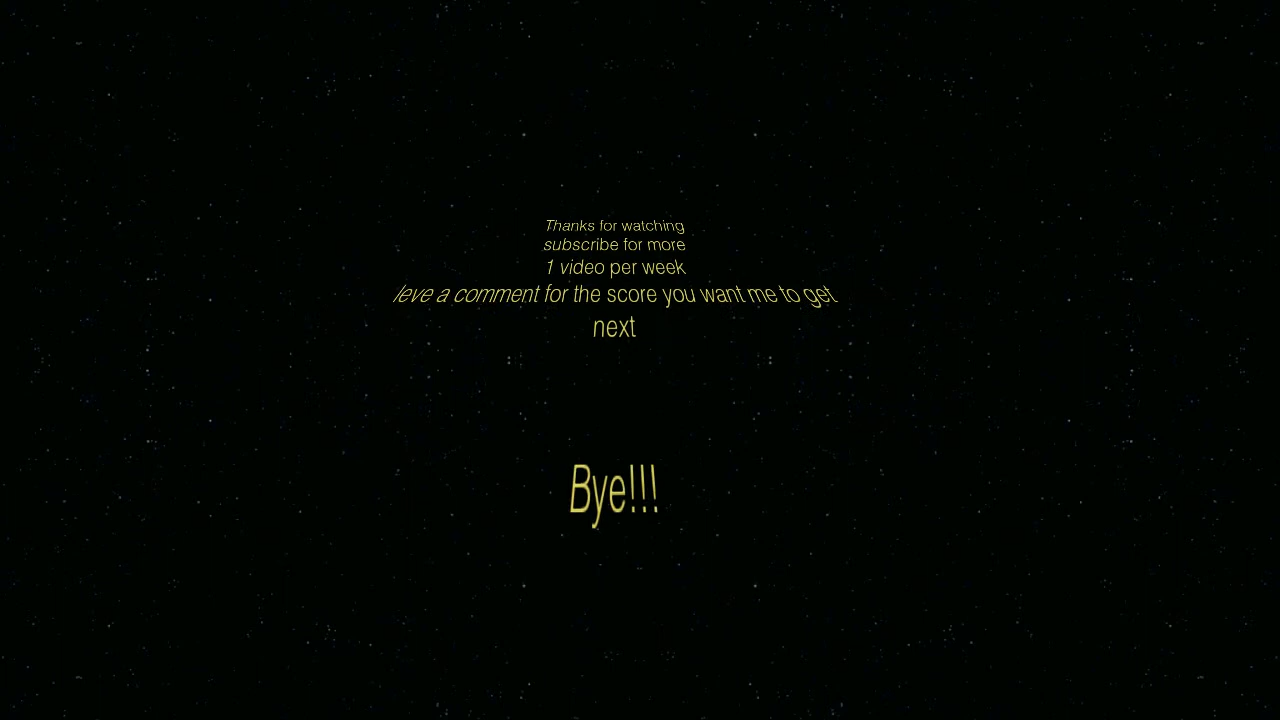 Thanks for watching
subscribe for more
1 video per week
leve a comment for the score you want me to get
next
Bye!!!